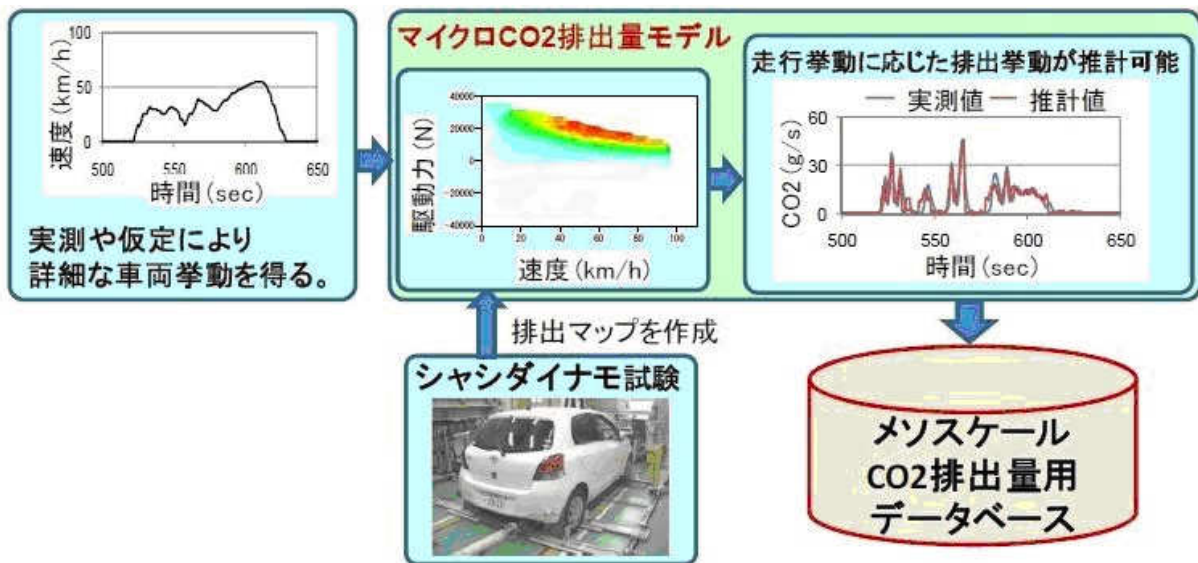 100
50
0
速度(km/h)
500
550
600
650
時間(sec)
実測や仮定により
詳細な車両挙動を得る。
マイクロCO2排出量モデル
40000
20000
0
-20000
-40000
駆動力(N)
0
20
40
60
80
100
速度(km/h)
走行挙動に応じた排出挙動が推計可能
実測値
推計値
60
30
0
CO2(g/s)
500
550
600
650
時間(sec)
排出マップを作成
シャシダイナモ試験
メソスケール
CO2排出量用
データベース